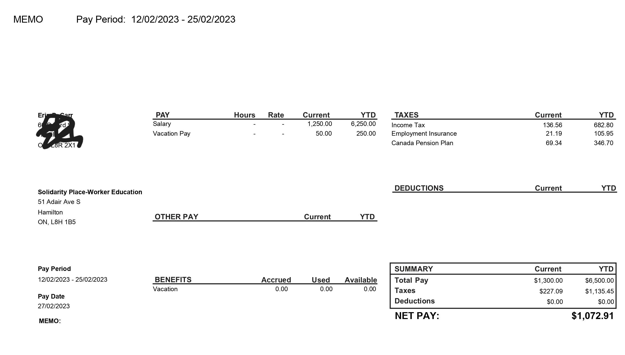 MEMO Pay Period: 12/02/2023 - 25/02/2023
PAY Hours Rate Current YTD
Salary - - 1,250.00 6,250.00
Vacation Pay - - 50.00 250.00
TAXES Current YTD
Income Tax 136.56 682.80
Employment Insurance 21.19 105.95
Canada Pension Plan 69.34 346.70
Solidarity Place-Worker Education
51 Adair Ave S
Hamilton
ON, L8H 1B5
OTHER PAY Current YTD
DEDUCTIONS Current YTD
Pay Period
12/02/2023 - 25/02/2023
Pay Date
27/02/2023
MEMO:
BENEFITS Accrued Used Available
Vacation 0.00 0.00 0.00
SUMMARY Current YTD
Total Pay $1,300.00 $6,500.00
Taxes $227.09 $1,135.45
Deductions $0.00 $0.00
NET PAY: $1,072.91